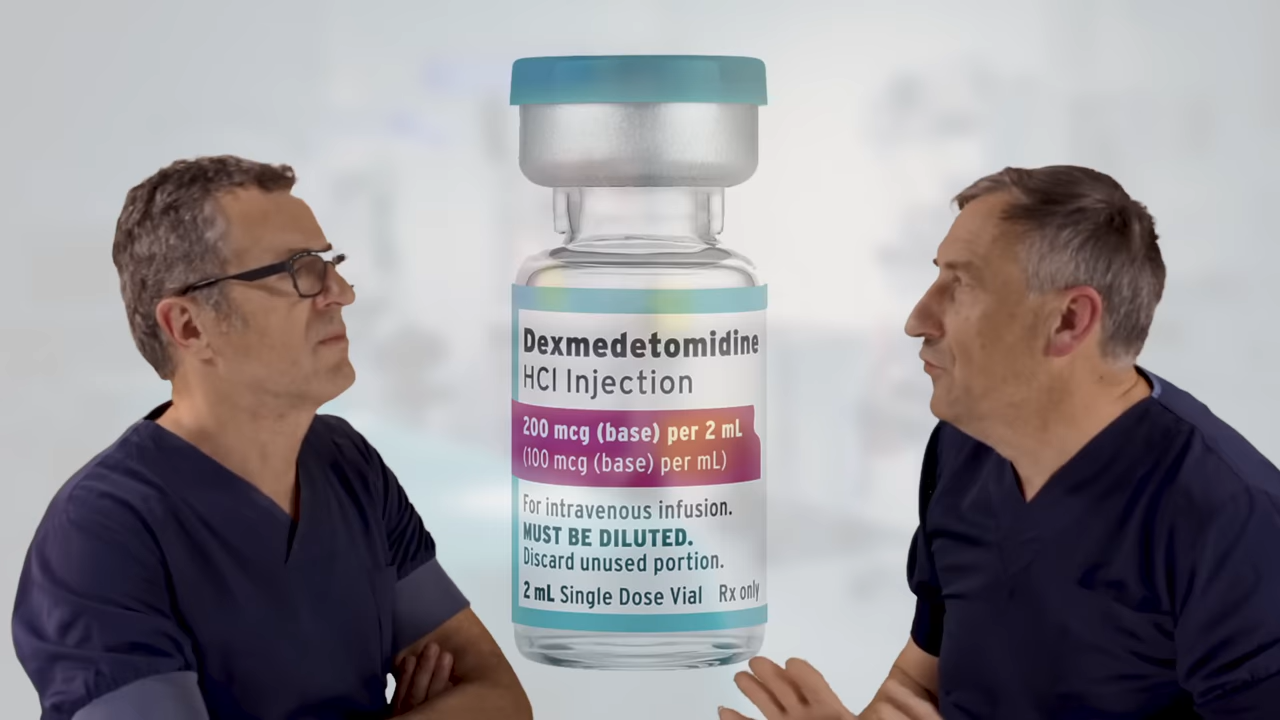 Dexmedetomidine
HCl Injection
200 mcg (base) per 2 mL
(100 mcg (base) per mL)
For intravenous infusion.
MUST BE DILUTED.
Discard unused portion.
2 mL Single Dose Vial Rx only